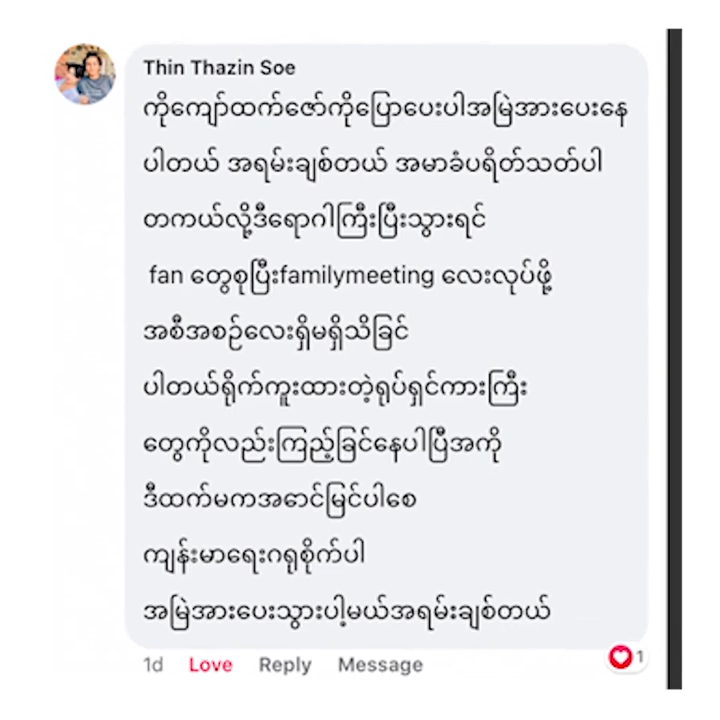 Thin Thazin Soe
ကိုကျော်ထက်ဇော်ကိုပြောပေးပါအမြဲအားပေးနေ
ပါတယ် အရမ်းချစ်တယ် အမာခံပရိတ်သတ်ပါ
တကယ်လို့ဒီရောဂါကြီးပြီးသွားရင်
fan တွေစုပြီးfamilymeeting လေးလုပ်ဖို့
အစီအစဉ်လေးရှိမရှိသိခြင်
ပါတယ်ရိုက်ကူးထားတဲ့ရုပ်ရှင်ကားကြီး
တွေကိုလည်းကြည့်ခြင်နေပါပြီအကို
ဒီထက်မကအောင်မြင်ပါစေ
ကျန်းမာရေးဂရုစိုက်ပါ
အမြဲအားပေးသွားပါ့မယ်အရမ်းချစ်တယ်
1d Love Reply Message 1